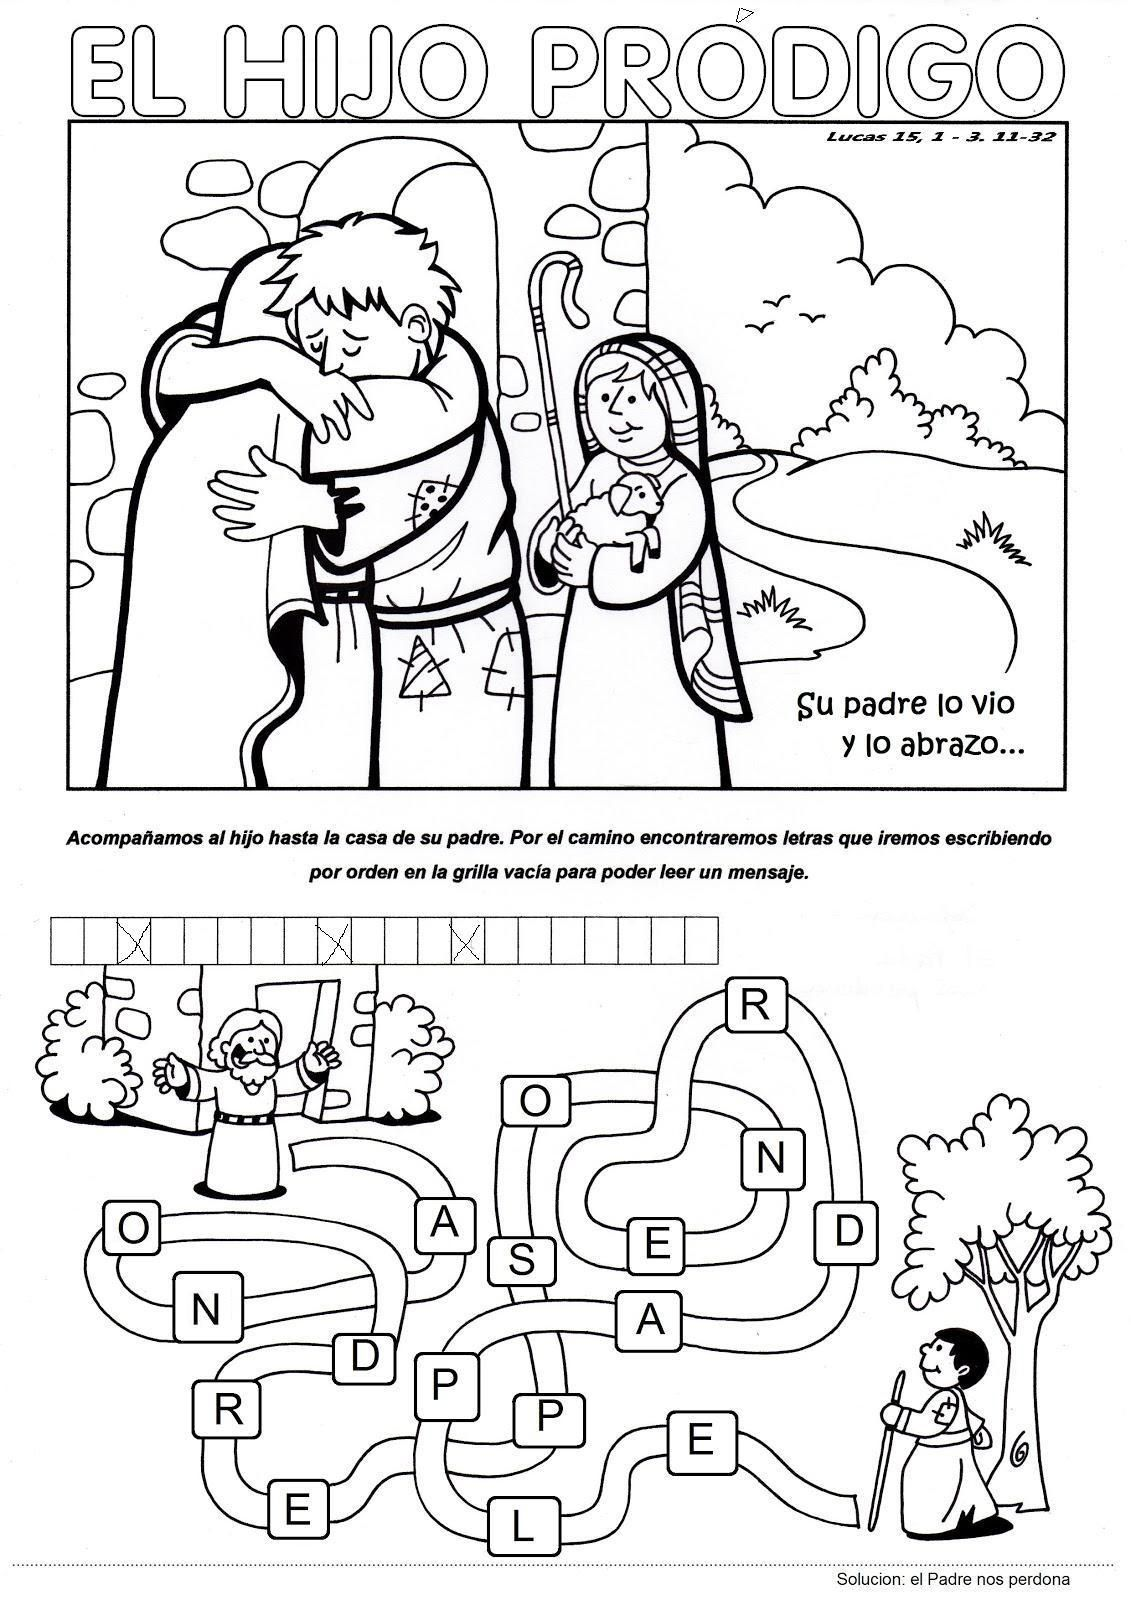 EL HIJO PRÓDIGO
Lucas 15, 1 - 3. 11-32
Su padre lo vio
y lo abrazo...
Acompañamos al hijo hasta la casa de su padre. Por el camino encontraremos letras que iremos escribiendo
por orden en la grilla vacía para poder leer un mensaje.
R
O
N
O
A
D
S
E
N
A
D
P
R
P
E
E
L
Solucion: el Padre nos perdona